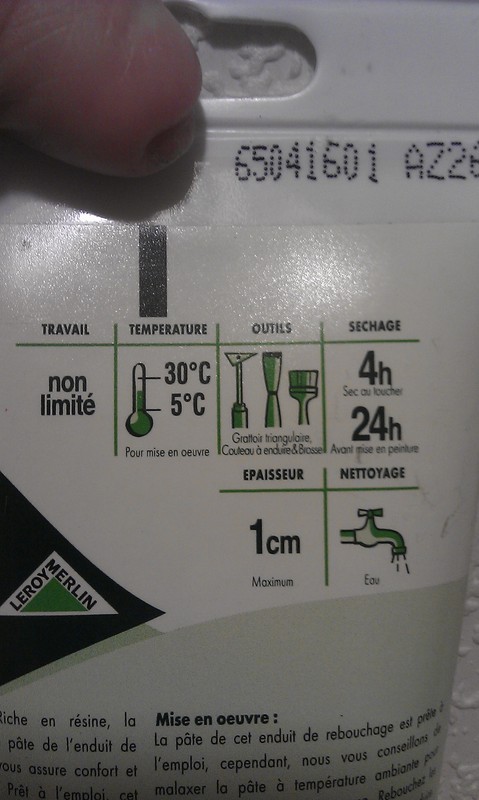 65041601 AZ26
TRAVAIL TEMPERATURE OUTILS SECHAGE
non
limité
30°C
5°C
Pour mise en oeuvre
Grattoir triangulaire,
Couteau à enduire & Brosse
4h
Sec au toucher
24h
Avant mise en peinture
EPAISSEUR NETTOYAGE
1cm
Maximum
Eau
LEROY MERLIN
Riche en résine, la
pâte de l'enduit de
vous assure confort et
Prêt à l'emploi, cet
Mise en oeuvre :
La pâte de cet enduit de rebouchage est prête à
l'emploi, cependant, nous vous conseillons de
malaxer la pâte à température ambiante pour
Rebouchez